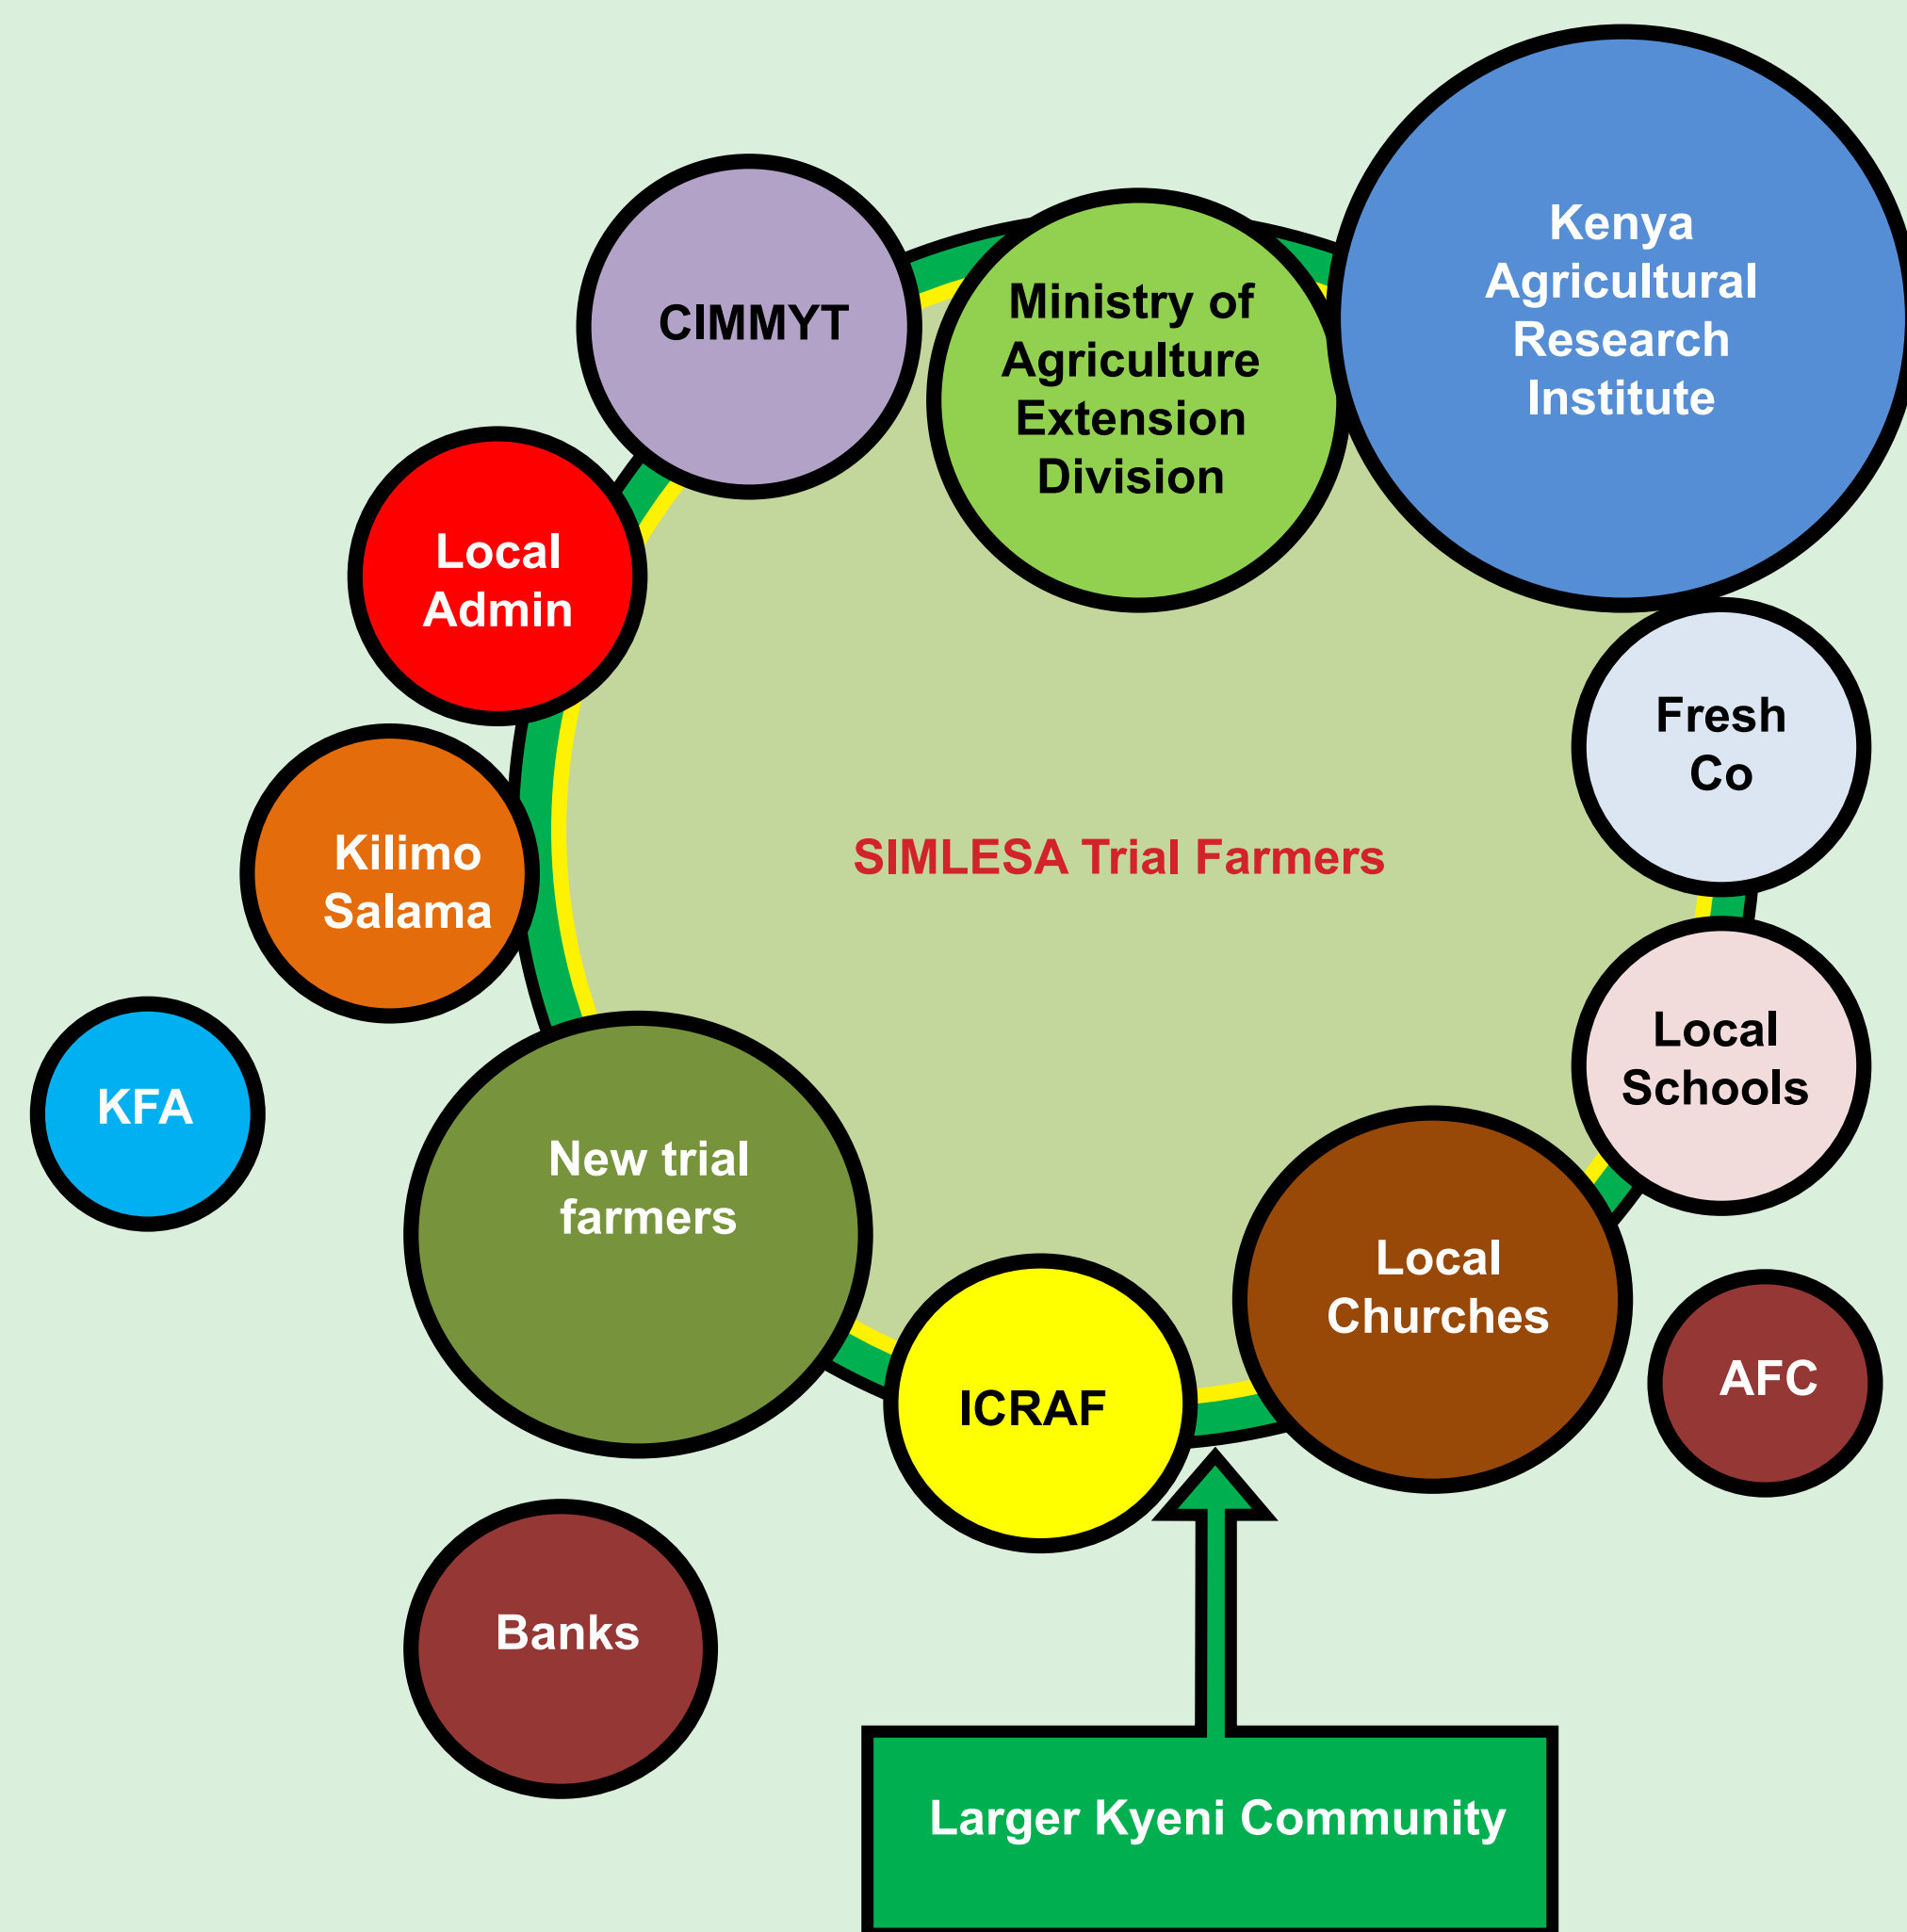 Kenya
Agricultural
Research
Institute
CIMMYT
Ministry of
Agriculture
Extension
Division
Local
Admin
Fresh
Co
Kilimo
Salama
SIMLESA Trial Farmers
Local
Schools
KFA
New trial
farmers
Local
Churches
ICRAF
AFC
Banks
Larger Kyeni Community